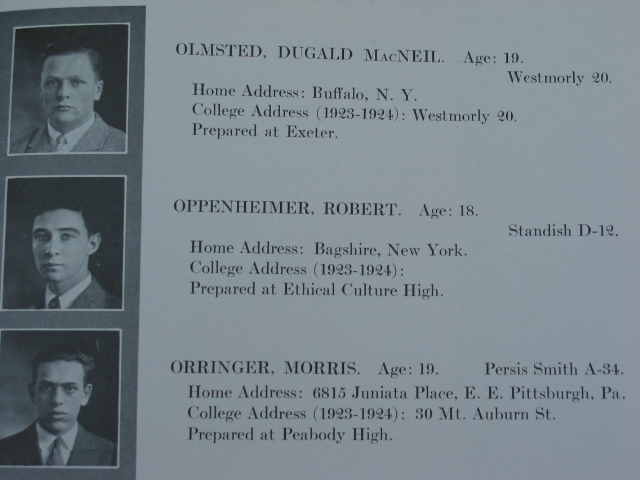 OLMSTED, DUGALD MACNEIL. Age: 19.
Westmorly 20.
Home Address: Buffalo, N. Y.
College Address (1923-1924): Westmorly 20.
Prepared at Exeter.
OPPENHEIMER, ROBERT. Age: 18.
Standish D-12.
Home Address: Bagshire, New York.
College Address (1923-1924):
Prepared at Ethical Culture High.
ORRINGER, MORRIS. Age: 19. Persis Smith A-34.
Home Address: 6815 Juniata Place, E. E. Pittsburgh, Pa.
College Address (1923-1924): 30 Mt. Auburn St.
Prepared at Peabody High.